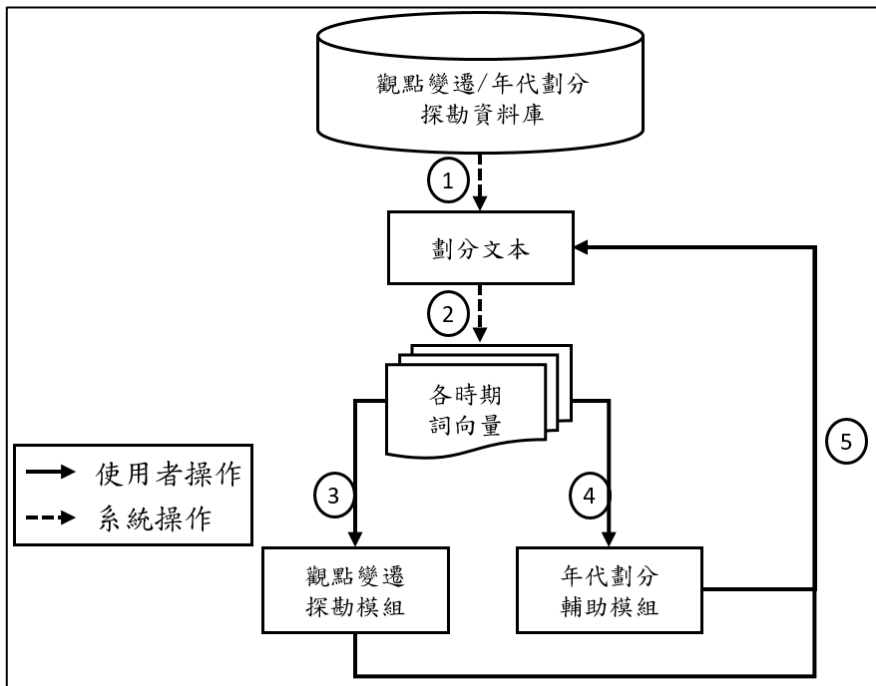 觀點變遷/年代劃分
探勘資料庫
1
劃分文本
2
各時期
詞向量
3
4
5
使用者操作
系統操作
觀點變遷
探勘模組
年代劃分
輔助模組